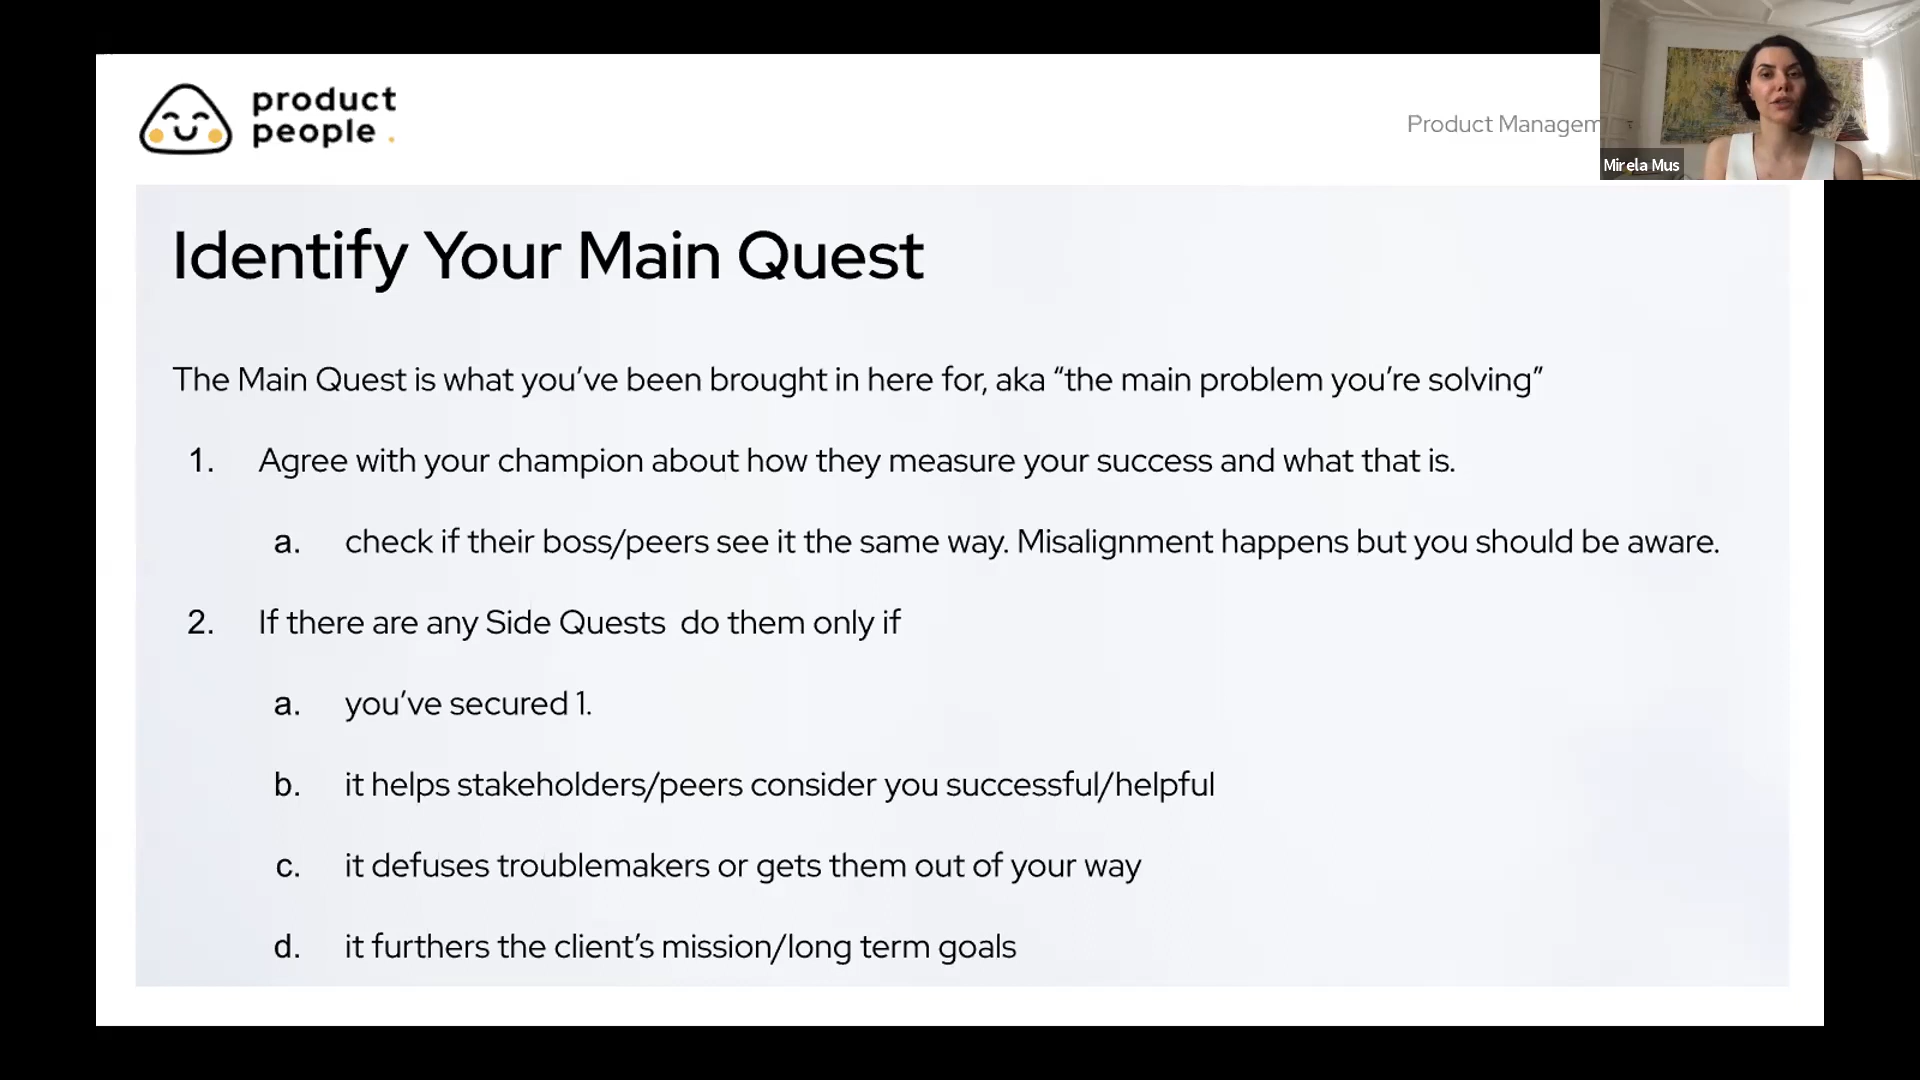 product
people.
Product Managem
Mirela Mus
Identify Your Main Quest
The Main Quest is what you’ve been brought in here for, aka “the main problem you’re solving”
1. Agree with your champion about how they measure your success and what that is.
a. check if their boss/peers see it the same way. Misalignment happens but you should be aware.
2. If there are any Side Quests  do them only if
a. you’ve secured 1.
b. it helps stakeholders/peers consider you successful/helpful
c. it defuses troublemakers or gets them out of your way
d. it furthers the client’s mission/long term goals